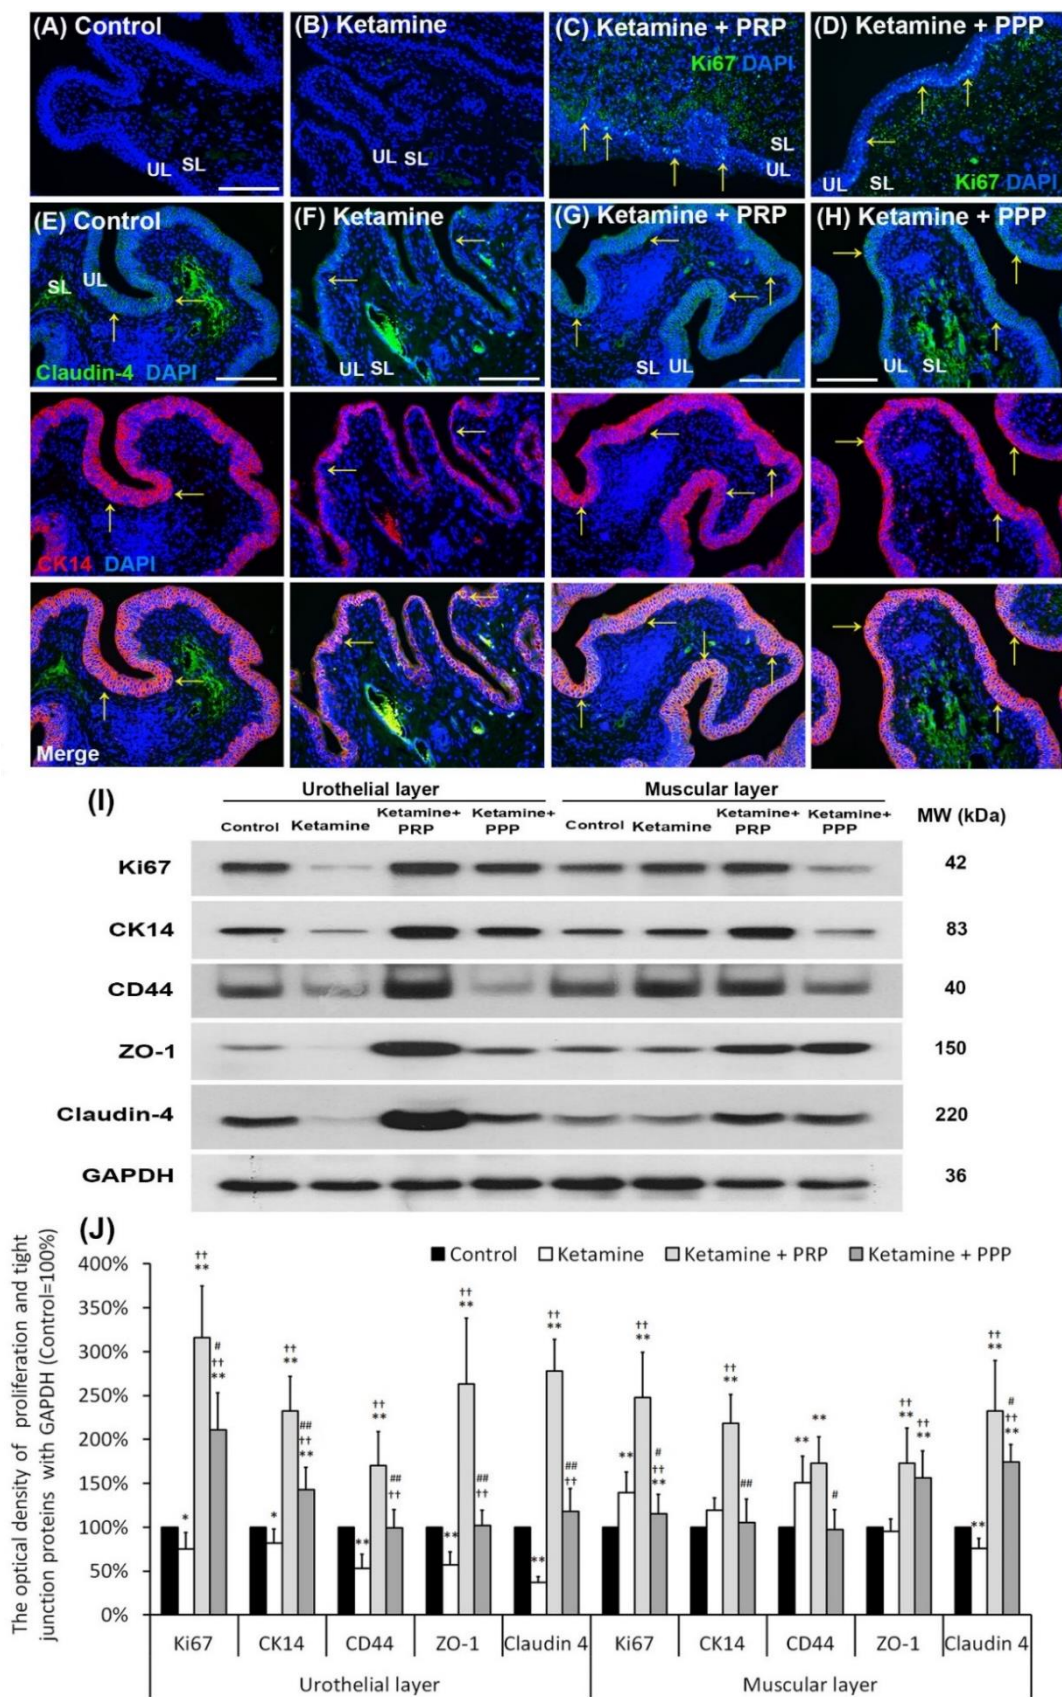 (A) Control
(B) Ketamine
(C) Ketamine + PRP
(D) Ketamine + PPP
Ki67 DAPI
UL SL
UL SL
SL
UL
UL SL
Ki67 DAPI
(E) Control
(F) Ketamine
(G) Ketamine + PRP
(H) Ketamine + PPP
SL UL
Claudin-4 DAPI
UL SL
SL UL
UL SL
CK14 DAPI
Merge
(I)
Urothelial layer
Muscular layer
Control Ketamine Ketamine+ PRP Ketamine+ PPP Control Ketamine Ketamine+ PRP Ketamine+ PPP
MW (kDa)
Ki67 42
CK14 83
CD44 40
ZO-1 150
Claudin-4 220
GAPDH 36
(J)
The optical density of proliferation and tight
junction proteins with GAPDH (Control=100%)
Control Ketamine Ketamine + PRP Ketamine + PPP
400%
350%
300%
250%
200%
150%
100%
50%
0%
*
††
**
#
††
**
*
††
**
##
††
**
**
††
**
##
††
**
††
**
##
††
**
††
**
##
††
**
††
**
#
††
**
††
**
##
**
**
#
††
**
††
**
**
††
**
#
††
**
Ki67 CK14 CD44 ZO-1 Claudin 4 Ki67 CK14 CD44 ZO-1 Claudin 4
Urothelial layer Muscular layer